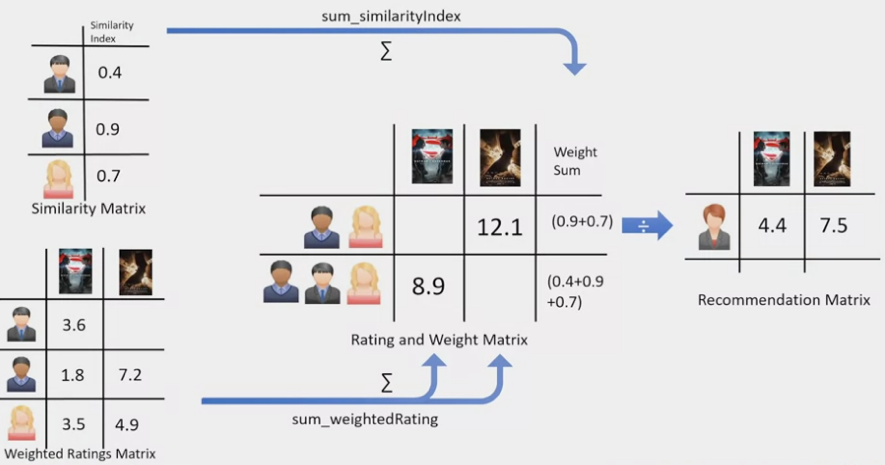 sum_similarityIndex
Σ
Similarity
Index
0.4
0.9
0.7
Similarity Matrix
3.6
1.8 7.2
3.5 4.9
Weighted Ratings Matrix
Weight
Sum
12.1 (0.9+0.7)
8.9 (0.4+0.9
+0.7)
Rating and Weight Matrix
Σ
sum_weightedRating
÷
4.4 7.5
Recommendation Matrix